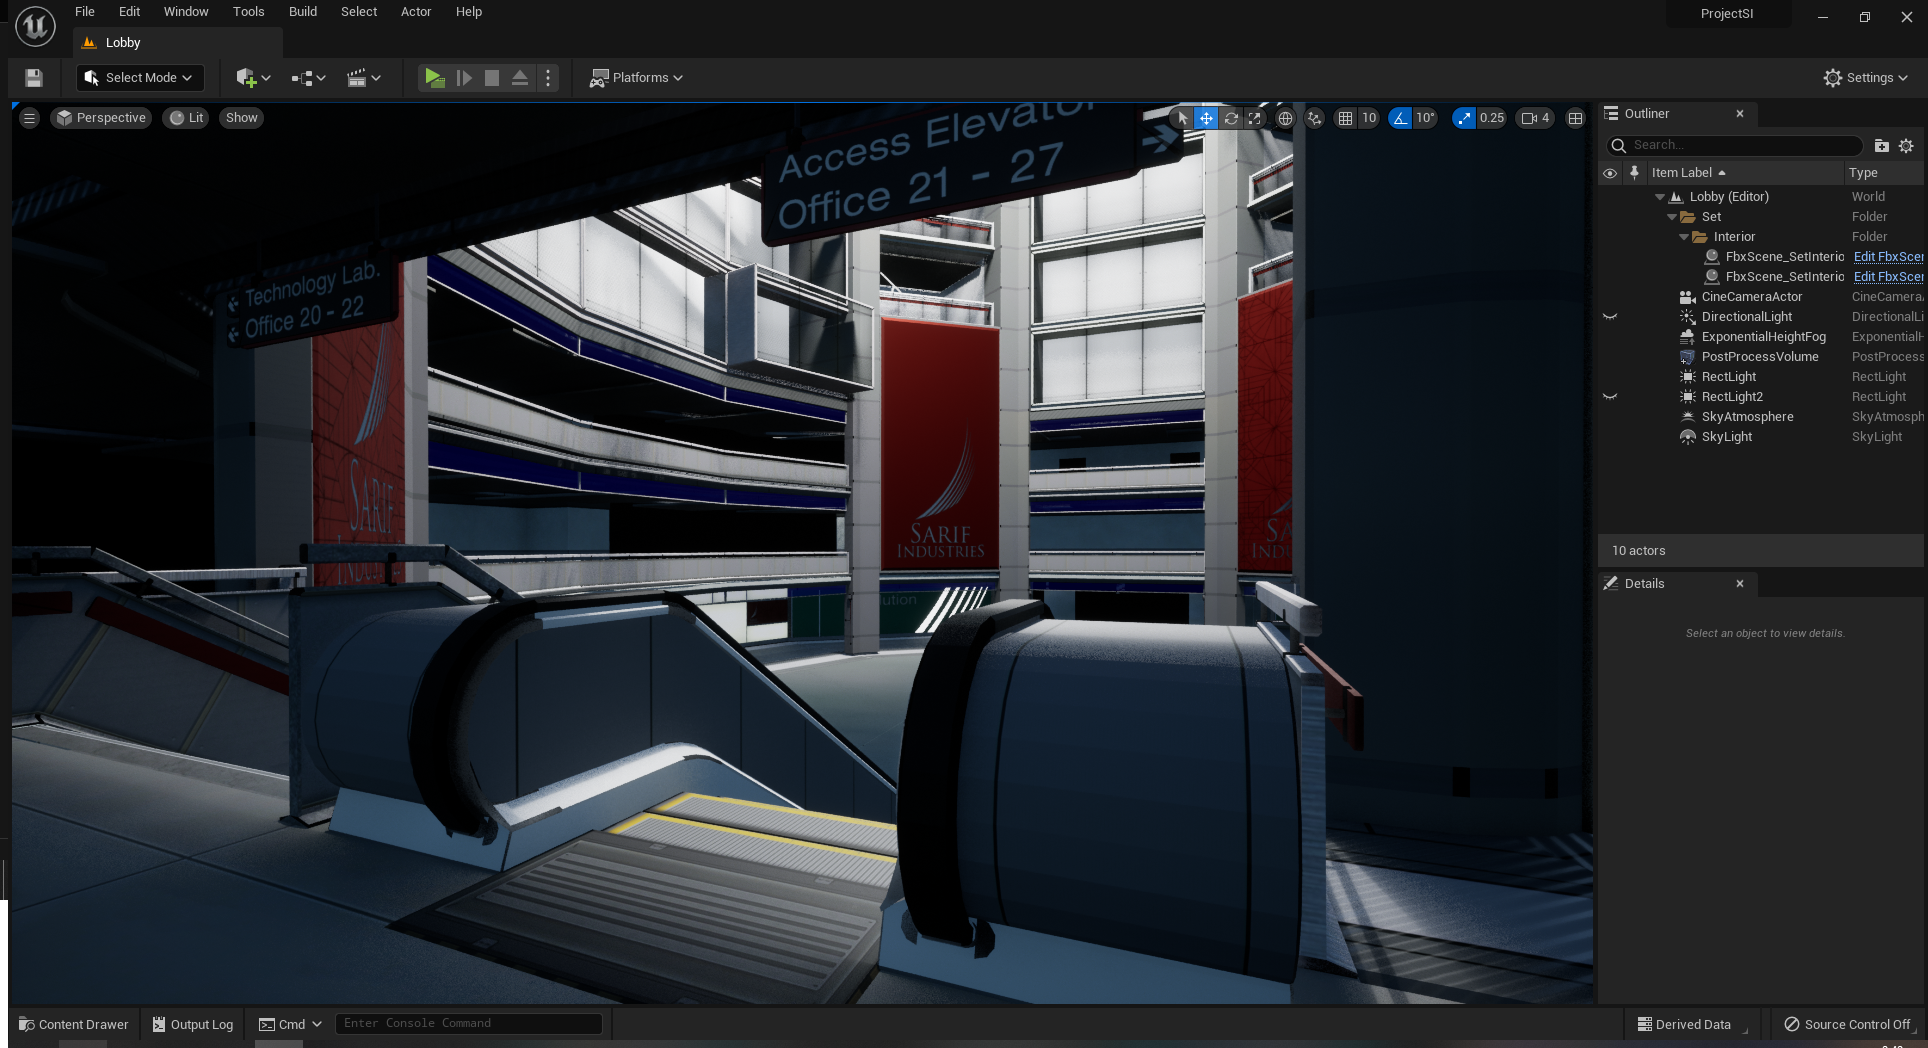 File Edit Window Tools Build Select Actor Help
ProjectSI
Lobby
Select Mode
Platforms
Settings
Perspective
Lit
Show
10
10°
0.25
4
Access Elevator
Office 21 - 27
Technology Lab.
Office 20 - 22
SARIF
INDUSTRIES
SARIF
INDUSTRIES
Outliner
Search...
Item Label
Type
Lobby (Editor) World
Set Folder
Interior Folder
FbxScene_SetInterio Edit FbxScer
FbxScene_SetInterio Edit FbxScer
CineCameraActor CineCamera
DirectionalLight DirectionalLi
ExponentialHeightFog Exponential
PostProcessVolume PostProcess
RectLight RectLight
RectLight2 RectLight
SkyAtmosphere SkyAtmosph
SkyLight SkyLight
10 actors
Details
Select an object to view details.
Content Drawer
Output Log
Cmd
Enter Console Command
Derived Data
Source Control Off